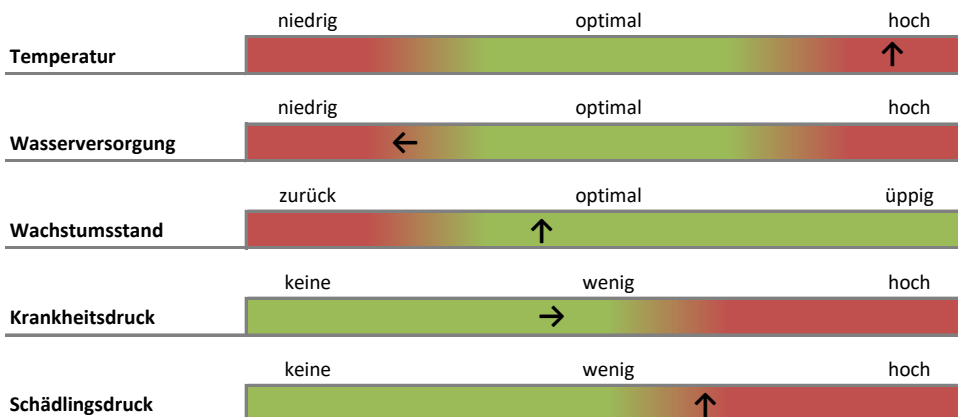 niedrig optimal hoch
Temperatur
niedrig optimal hoch
Wasserversorgung
zurück optimal üppig
Wachstumsstand
keine wenig hoch
Krankheitsdruck
keine wenig hoch
Schädlingsdruck